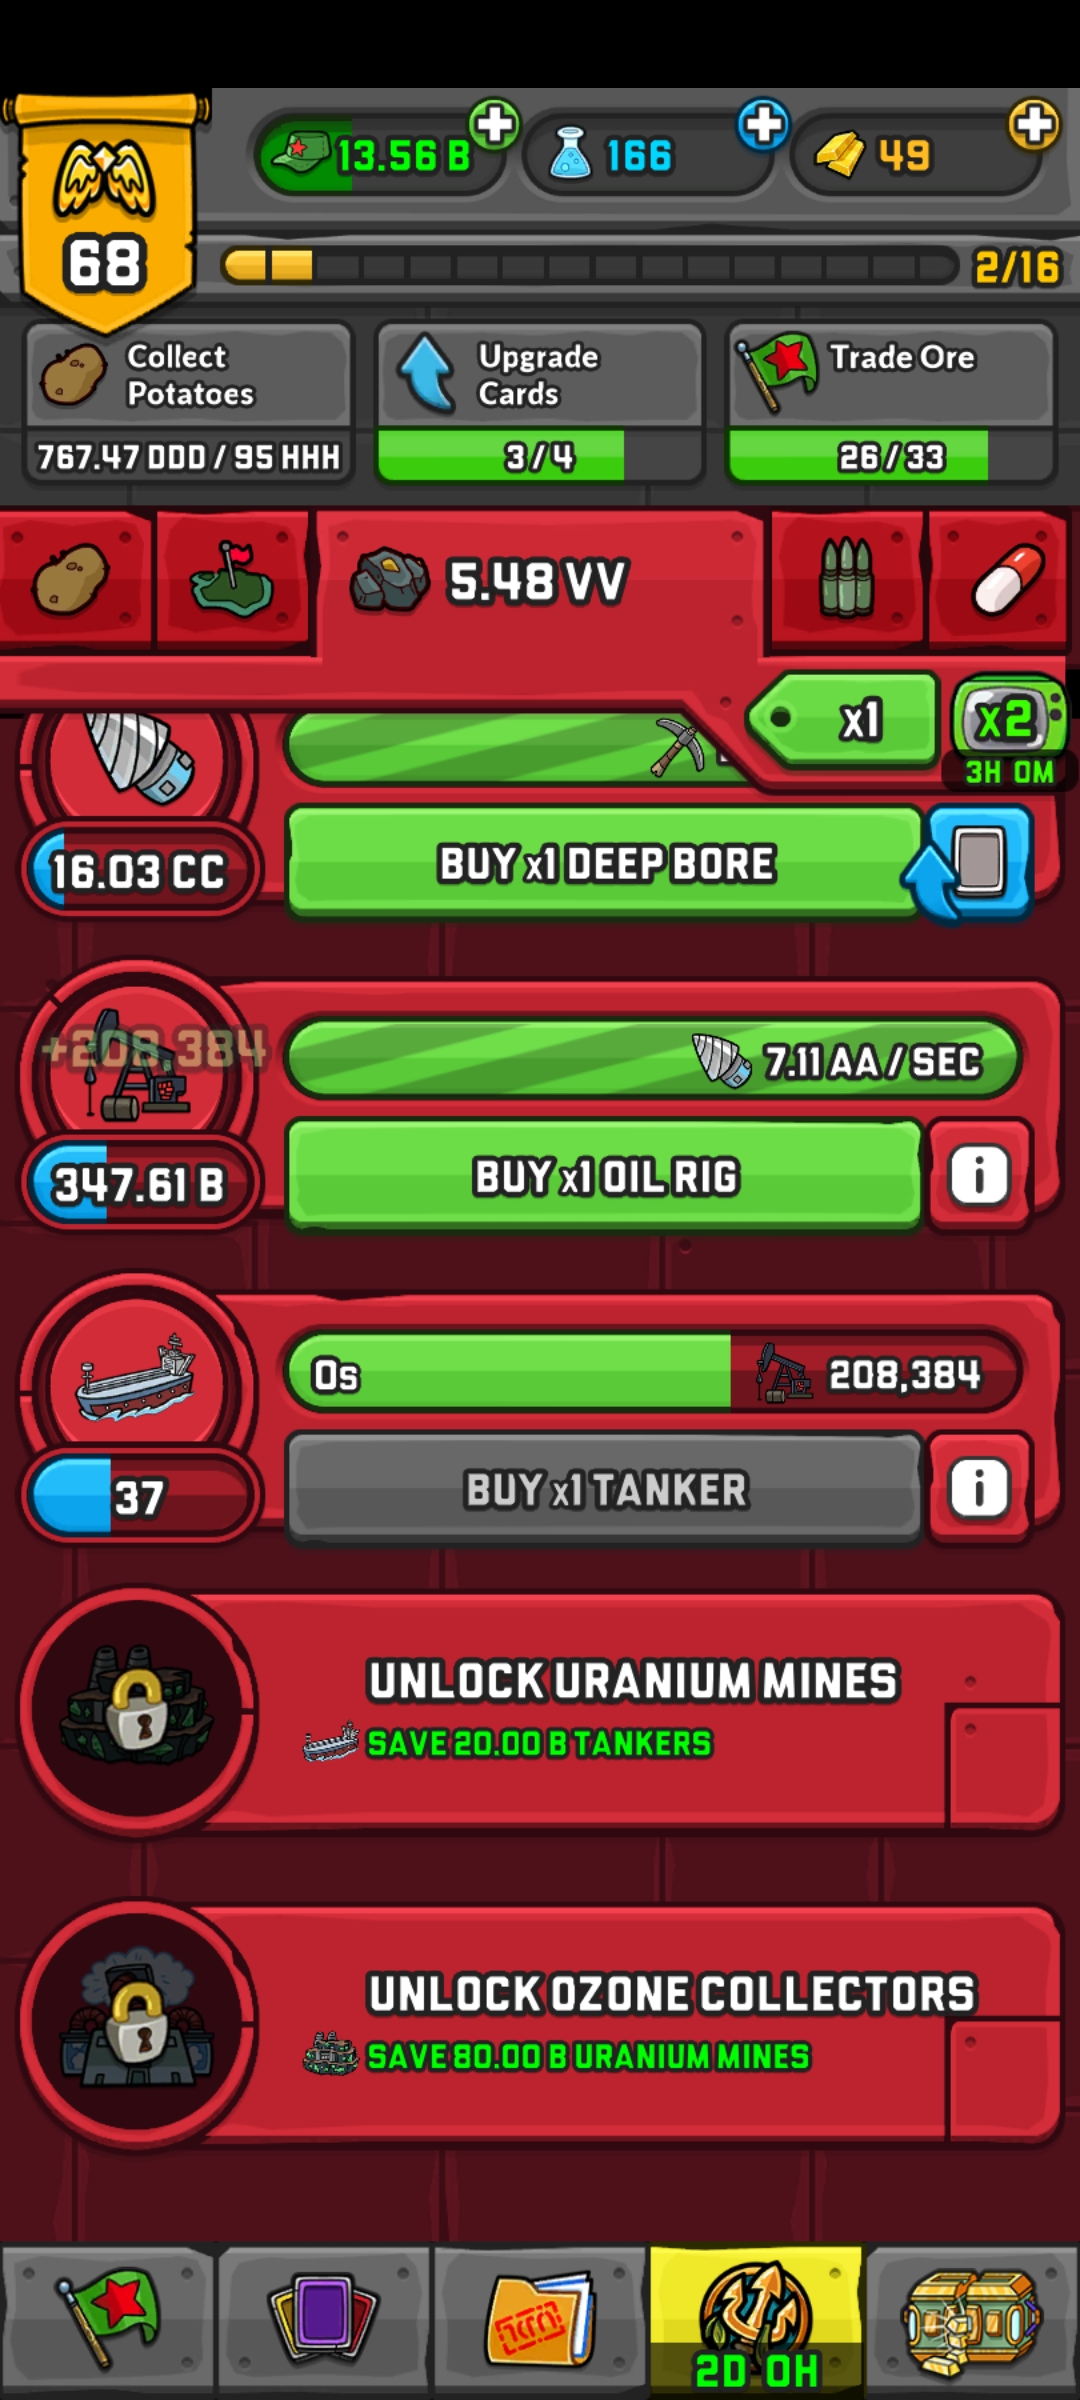 13.56 B
166
49
68
2/16
Collect
Potatoes
767.47 DDD / 95 HHH
Upgrade
Cards
3/4
Trade Ore
26/33
5.48 VV
x1
x2
3H 0M
16.03 CC
BUY x1 DEEP BORE
+208,384
7.11 AA / SEC
347.61 B
BUY x1 OIL RIG
i
0s
208,384
37
BUY x1 TANKER
i
UNLOCK URANIUM MINES
SAVE 20.00 B TANKERS
UNLOCK OZONE COLLECTORS
SAVE 80.00 B URANIUM MINES
2D 0H